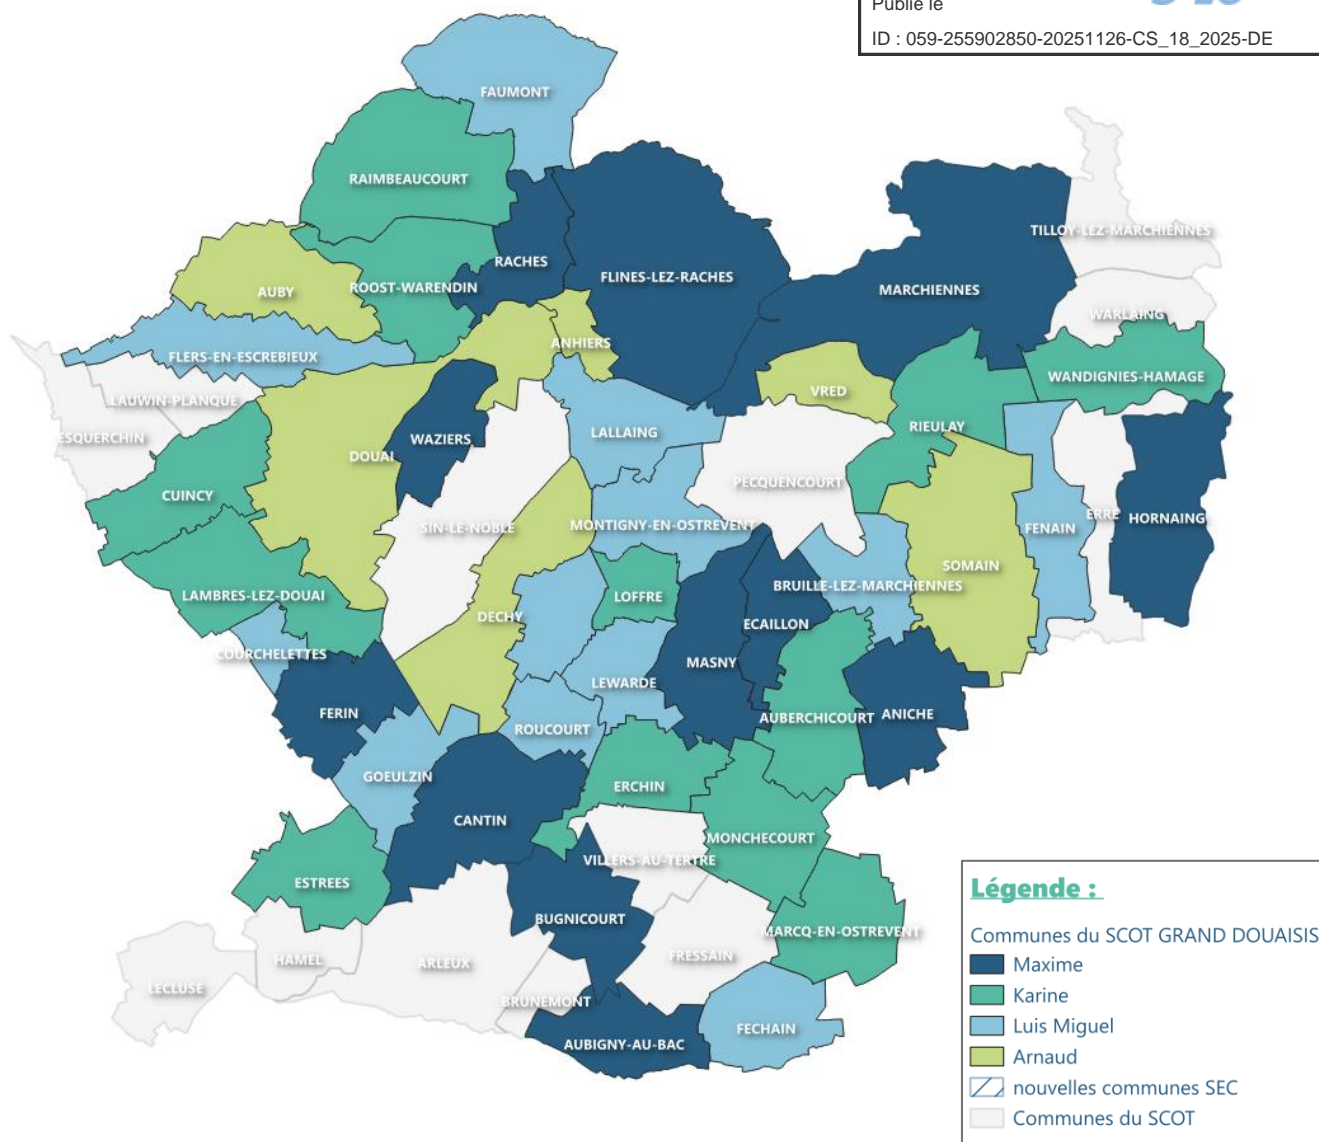 Publié le
ID : 059-255902850-20251126-CS_18_2025-DE
FAUMONT
RAIMBEAUCOURT
TILLOY-LEZ-MARCHIENNES
RACHES
FLINES-LEZ-RACHES
ROOST-WARENDIN
MARCHIENNES
AUBY
WARLAING
ANHIERS
FLERS-EN-ESCREBIEUX
WANDIGNIES-HAMAGE
VRED
LAUWIN-PLANQUE
RIEULAY
LALLAING
WAZIERS
ESQUERCHIN
DOUAI
PECQUENCOURT
CUINCY
ERRE
HORNAING
SIN-LE-NOBLE
MONTIGNY-EN-OSTREVENT
FENAIN
SOMAIN
BRUILLE-LEZ-MARCHIENNES
LAMBRES-LEZ-DOUAI
LOFFRE
DECHY
ECAILLON
COURCHELETTES
MASNY
LEWARDE
FERIN
AUBERCHICOURT
ANICHE
ROUCOURT
GOEULZIN
ERCHIN
CANTIN
MONCHECOURT
VILLERS-AU-TERTRE
ESTREES
BUGNICOURT
MARCQ-EN-OSTREVENT
FRESSAIN
HAMEL
ARLEUX
LECLUSE
BRUNEMONT
FECHAIN
AUBIGNY-AU-BAC
Légende :
Communes du SCOT GRAND DOUAISIS
Maxime
Karine
Luis Miguel
Arnaud
nouvelles communes SEC
Communes du SCOT